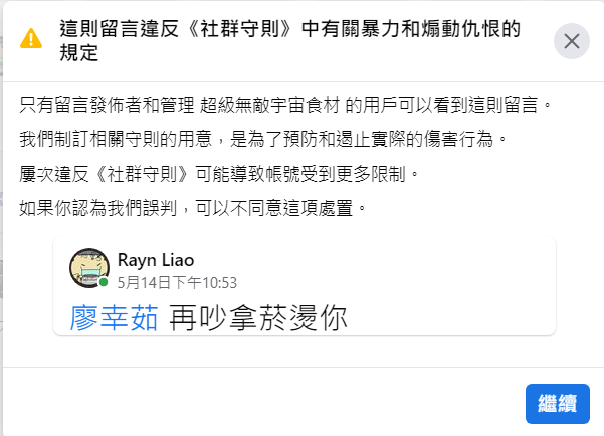 這則留言違反《社群守則》中有關暴力和煽動仇恨的
規定
只有留言發佈者和管理 超級無敵宇宙食材 的用戶可以看到這則留言。
我們制訂相關守則的用意，是為了預防和遏止實際的傷害行為。
屢次違反《社群守則》可能導致帳號受到更多限制。
如果你認為我們誤判，可以不同意這項處置。
Rayn Liao
5月14日下午10:53
廖幸茹 再吵拿菸燙你
繼續